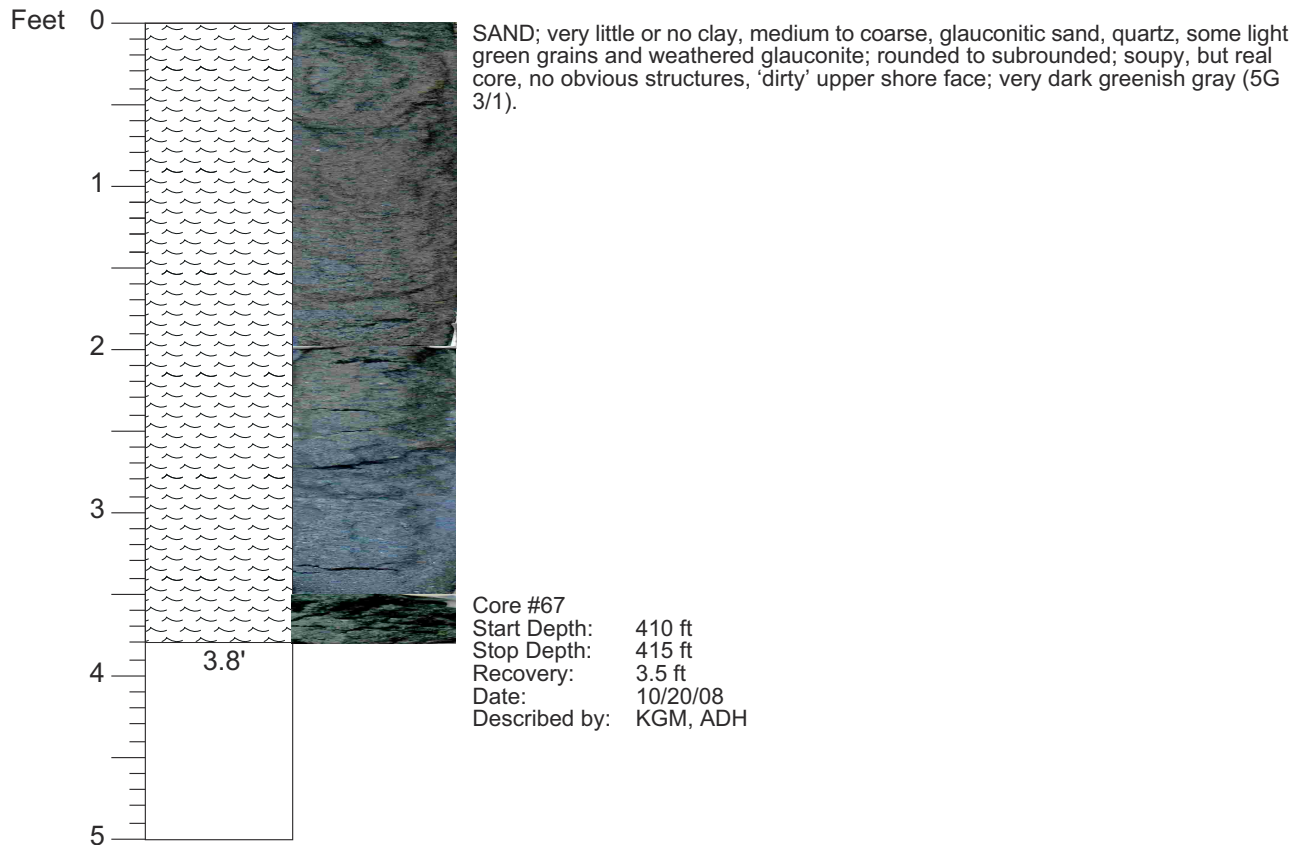 Feet 0
SAND; very little or no clay, medium to coarse, glauconitic sand, quartz, some light
green grains and weathered glauconite; rounded to subrounded; soupy, but real
core, no obvious structures, ‘dirty’ upper shore face; very dark greenish gray (5G
3/1).
1
2
3
Core #67
Start Depth: 410 ft
Stop Depth: 415 ft
3.8'
Recovery: 3.5 ft
4
Date: 10/20/08
Described by: KGM, ADH
5